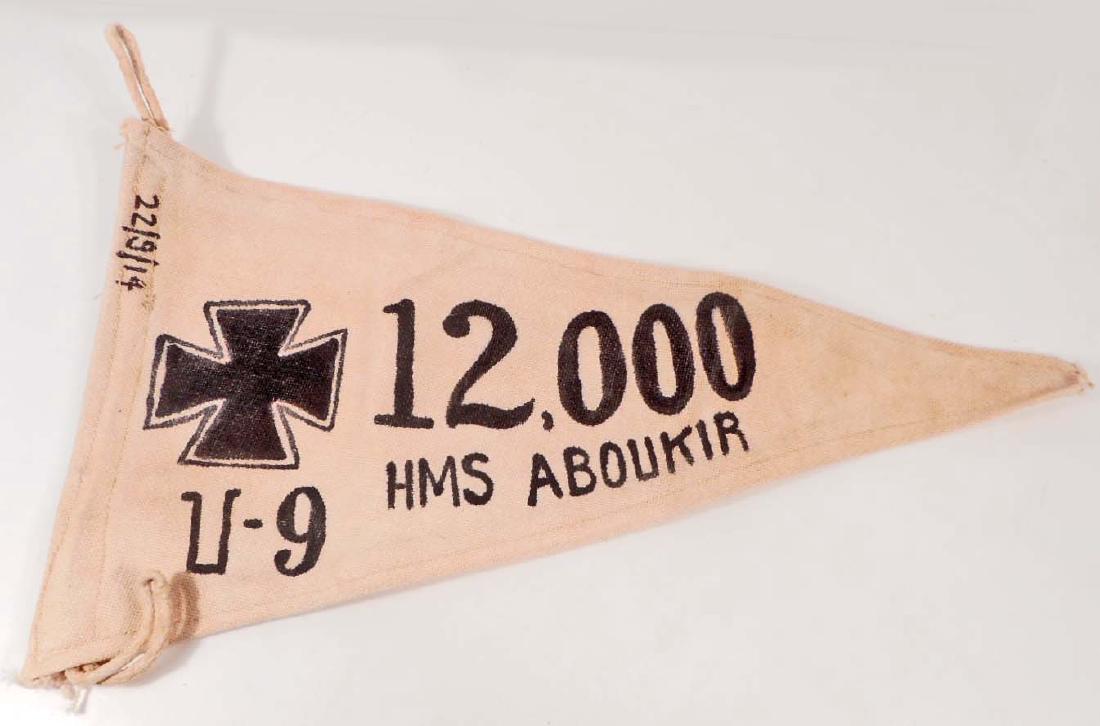 22/9/14
12,000
HMS ABOUKIR
U-9